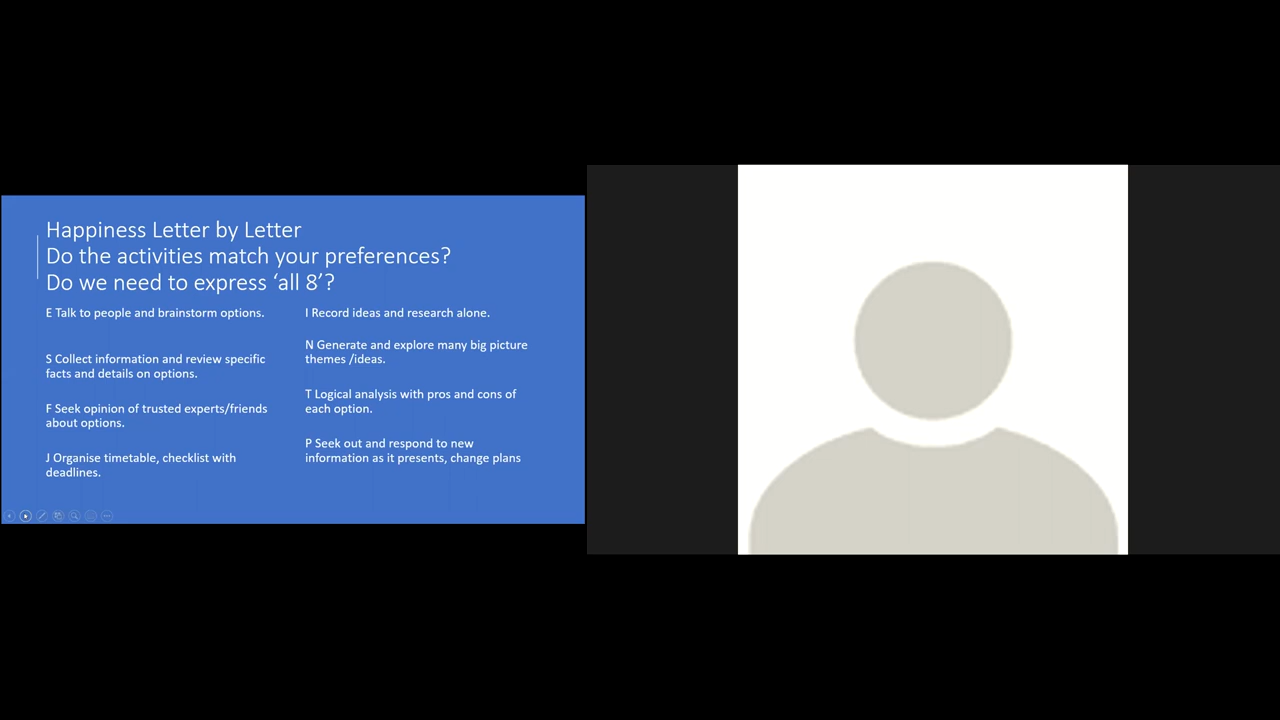 Happiness Letter by Letter
Do the activities match your preferences?
Do we need to express ‘all 8’?
E Talk to people and brainstorm options.
S Collect information and review specific
facts and details on options.
F Seek opinion of trusted experts/friends
about options.
J Organise timetable, checklist with
deadlines.
I Record ideas and research alone.
N Generate and explore many big picture
themes /ideas.
T Logical analysis with pros and cons of
each option.
P Seek out and respond to new
information as it presents, change plans